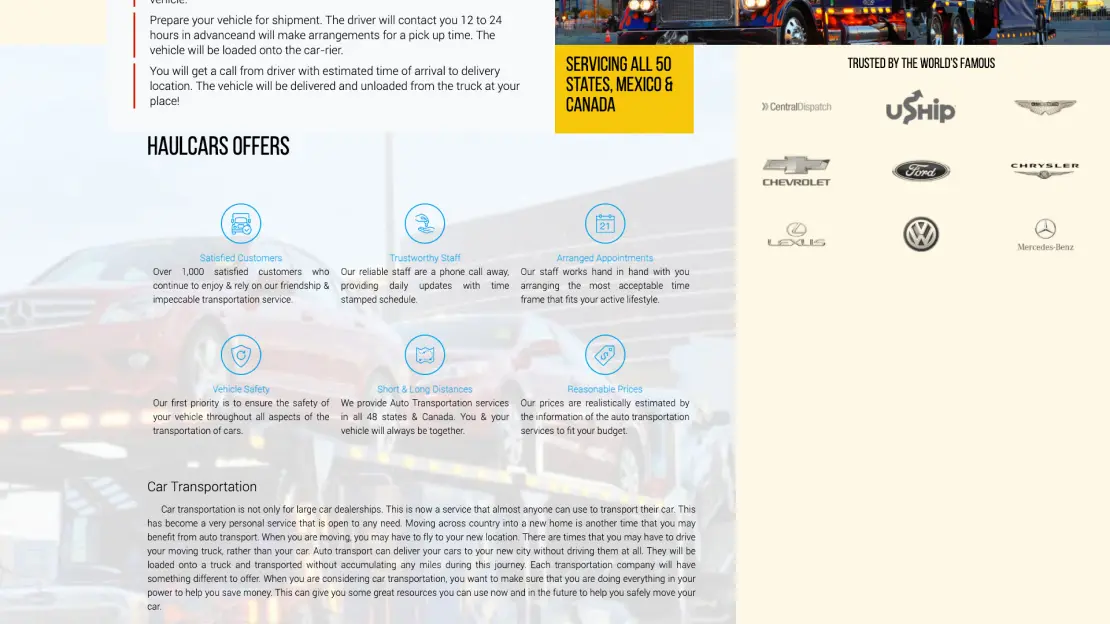 vehicle.
Prepare your vehicle for shipment. The driver will contact you 12 to 24
hours in advanceand will make arrangements for a pick up time. The
vehicle will be loaded onto the car-rier.
You will get a call from driver with estimated time of arrival to delivery
location. The vehicle will be delivered and unloaded from the truck at your
place!
SERVICING ALL 50
STATES, MEXICO &
CANADA
TRUSTED BY THE WORLD'S FAMOUS
CentralDispatch
uShip
CHEVROLET
Ford
CHRYSLER
LEXUS
VW
Mercedes-Benz
HAULCARS OFFERS
21
Satisfied Customers
Over 1,000 satisfied customers who
continue to enjoy & rely on our friendship &
impeccable transportation service.
Trustworthy Staff
Our reliable staff are a phone call away,
providing daily updates with time
stamped schedule.
Arranged Appointments
Our staff works hand in hand with you
arranging the most acceptable time
frame that fits your active lifestyle.
Vehicle Safety
Our first priority is to ensure the safety of
your vehicle throughout all aspects of the
transportation of cars.
Short & Long Distances
We provide Auto Transportation services
in all 48 states & Canada. You & your
vehicle will always be together.
Reasonable Prices
Our prices are realistically estimated by
the information of the auto transportation
services to fit your budget.
Car Transportation
Car transportation is not only for large car dealerships. This is now a service that almost anyone can use to transport their car. This
has become a very personal service that is open to any need. Moving across country into a new home is another time that you may
benefit from auto transport. When you are moving, you may have to fly to your new location. There are times that you may have to drive
your moving truck, rather than your car. Auto transport can deliver your cars to your new city without driving them at all. They will be
loaded onto a truck and transported without accumulating any miles during this journey. Each transportation company will have
something different to offer. When you are considering car transportation, you want to make sure that you are doing everything in your
power to help you save money. This can give you some great resources you can use now and in the future to help you safely move your
car.